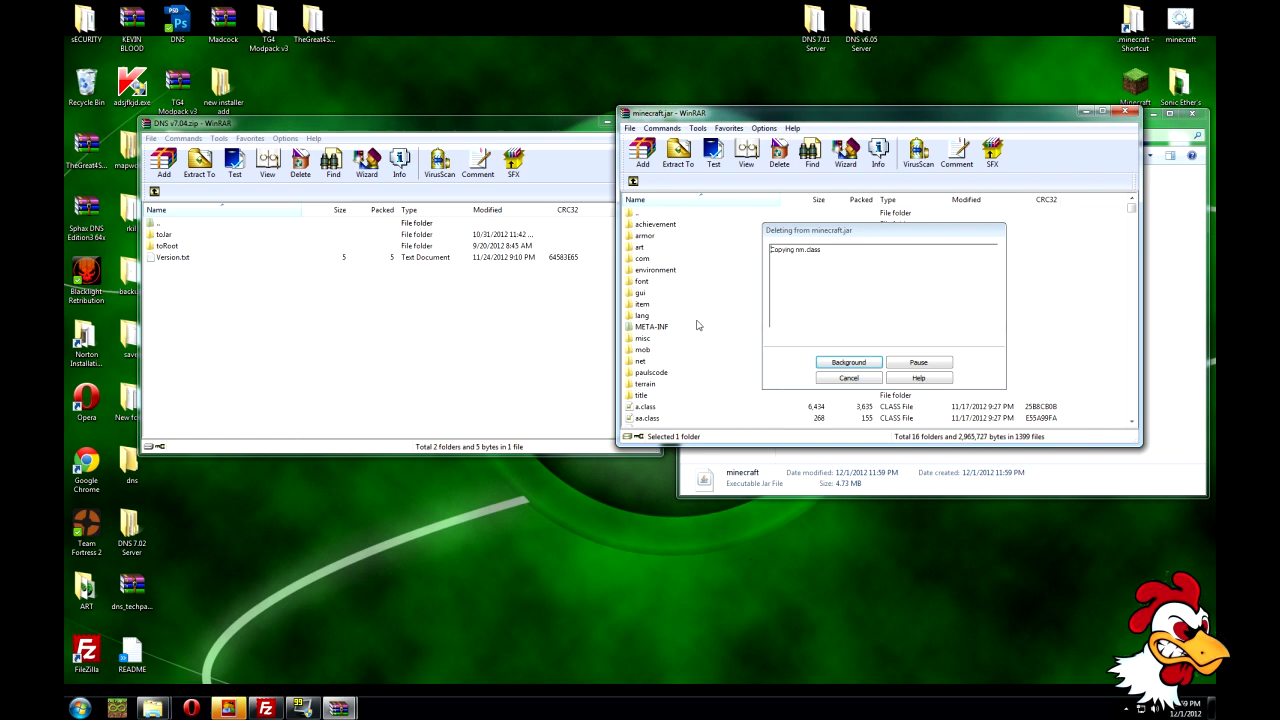 sECURITY
KEVIN BLOOD
DNS
Madcock
TG4 Modpack v3
TheGreat4S...
DNS 7.01 Server
DNS v6.05 Server
.minecraft - Shortcut
minecraft
Recycle Bin
adsjfkjd.exe
TG4 Modpack v3
new installer add
Minecraft
Sonic Ether's
TheGreat4S...
mapwo
Sphax DNS Edition3 64x
rkil
Blacklight Retribution
backu
Norton Installati...
save
Opera
New fo
Google Chrome
dns
Team Fortress 2
DNS 7.02 Server
ART
dns_techpa...
FileZilla
README
DNS v7.04.zip - WinRAR
File Commands Tools Favorites Options Help
Add Extract To Test View Delete Find Wizard Info VirusScan Comment SFX
Name Size Packed Type Modified CRC32
.. File folder
toJar File folder 10/31/2012 11:42 ...
toRoot File folder 9/20/2012 8:45 AM
Version.txt 5 5 Text Document 11/24/2012 9:10 PM 64583E65
Total 2 folders and 5 bytes in 1 file
minecraft.jar - WinRAR
File Commands Tools Favorites Options Help
Add Extract To Test View Delete Find Wizard Info VirusScan Comment SFX
Name Size Packed Type Modified CRC32
.. File folder
achievement
armor
art
com
environment
font
gui
item
lang
META-INF
misc
mob
net
paulscode
terrain
title File folder
a.class 6,434 3,635 CLASS File 11/17/2012 9:27 PM 25B8CB0B
aa.class 268 155 CLASS File 11/17/2012 9:27 PM E55A99FA
Selected 1 folder Total 16 folders and 2,965,727 bytes in 1399 files
Deleting from minecraft.jar
Copying nm.class
Background Pause
Cancel Help
minecraft Date modified: 12/1/2012 11:59 PM Date created: 12/1/2012 11:59 PM
Executable Jar File Size: 4.73 MB
99
59 PM
12/1/2012